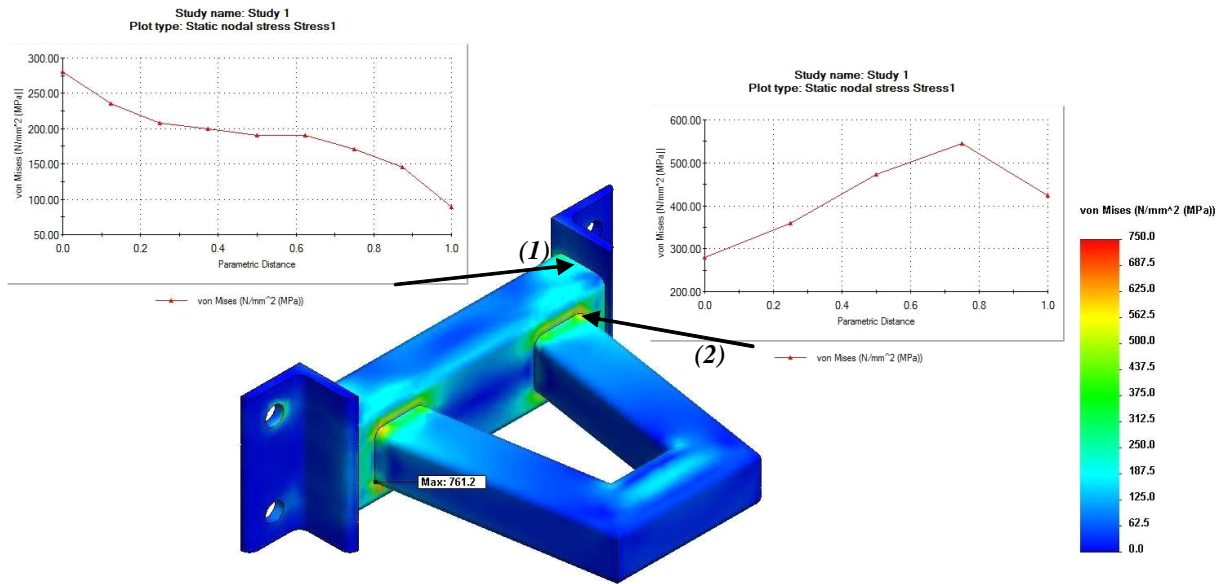 Study name: Study 1
Plot type: Static nodal stress Stress1
von Mises (N/mm^2 (MPa))
300.00
250.00
200.00
150.00
100.00
50.00
0.0 0.2 0.4 0.6 0.8 1.0
Parametric Distance
von Mises (N/mm^2 (MPa))
Study name: Study 1
Plot type: Static nodal stress Stress1
von Mises (N/mm^2 (MPa))
600.00
500.00
400.00
300.00
200.00
0.0 0.2 0.4 0.6 0.8 1.0
Parametric Distance
von Mises (N/mm^2 (MPa))
(1)
(2)
Max: 761.2
von Mises (N/mm^2 (MPa))
750.0
687.5
625.0
562.5
500.0
437.5
375.0
312.5
250.0
187.5
125.0
62.5
0.0